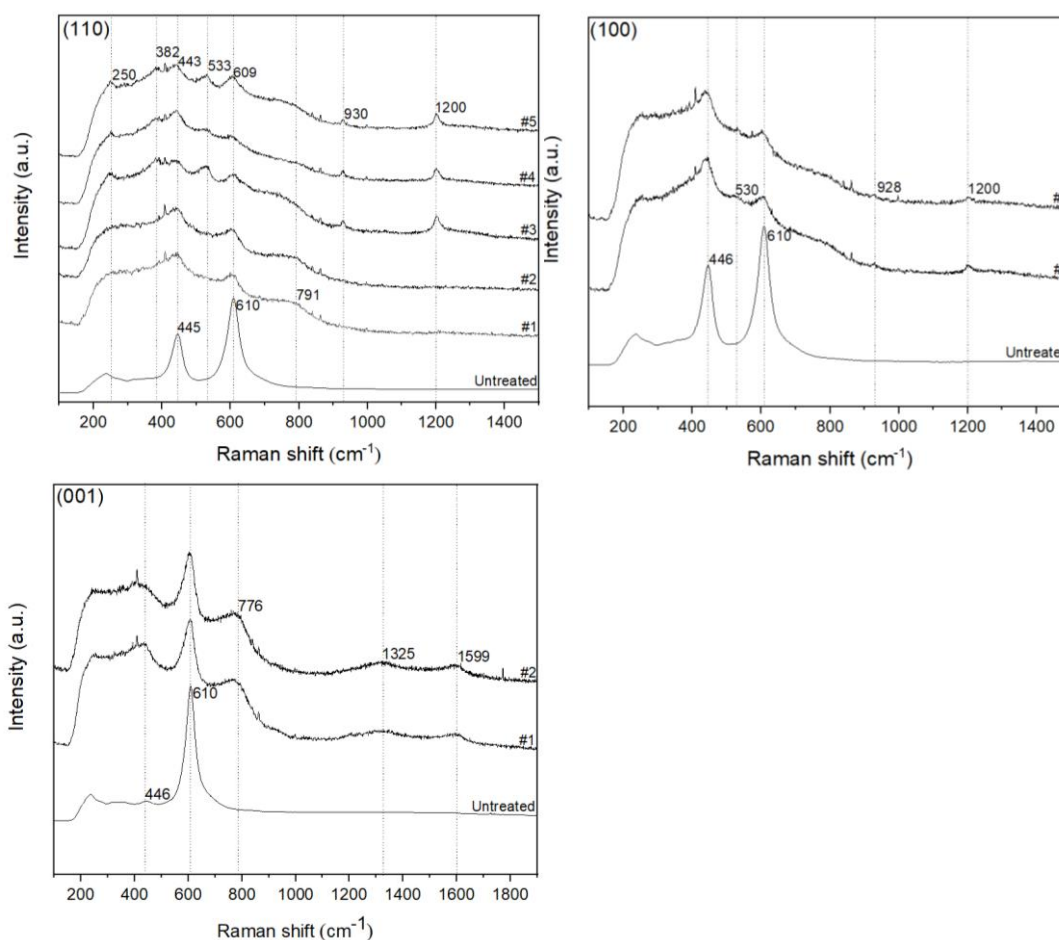 (110)
382
443
533
609
250
930
1200
#5
#4
#3
#2
791
#1
610
445
Untreated
Intensity (a.u.)
200 400 600 800 1000 1200 1400
Raman shift (cm-1)
(100)
#
928
1200
530
#
610
446
Untreate
Intensity (a.u.)
200 400 600 800 1000 1200 1400
Raman shift (cm-1)
(001)
776
1325
1599
#2
610
#1
446
Untreated
Intensity (a.u.)
200 400 600 800 1000 1200 1400 1600 1800
Raman shift (cm-1)